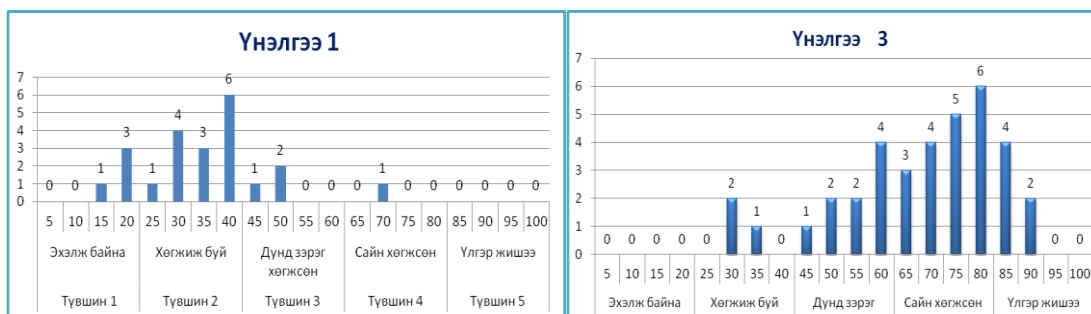 Үнэлгээ 1
7
6
5
4
3
2
1
0
0 0 1 3 1 4 3 6 1 2 0 0 0 1 0 0 0 0 0 0
5 10 15 20 25 30 35 40 45 50 55 60 65 70 75 80 85 90 95 100
Эхэлж байна Хөгжиж буй Дунд зэрэг хөгжсөн Сайн хөгжсөн Үлгэр жишээ
Түвшин 1 Түвшин 2 Түвшин 3 Түвшин 4 Түвшин 5
Үнэлгээ 3
7
6
5
4
3
2
1
0
0 0 0 0 0 2 1 0 1 2 2 4 3 4 5 6 4 2 0 0
5 10 15 20 25 30 35 40 45 50 55 60 65 70 75 80 85 90 95 100
Эхэлж байна Хөгжиж буй Дунд зэрэг Сайн хөгжсөн Үлгэр жишээ